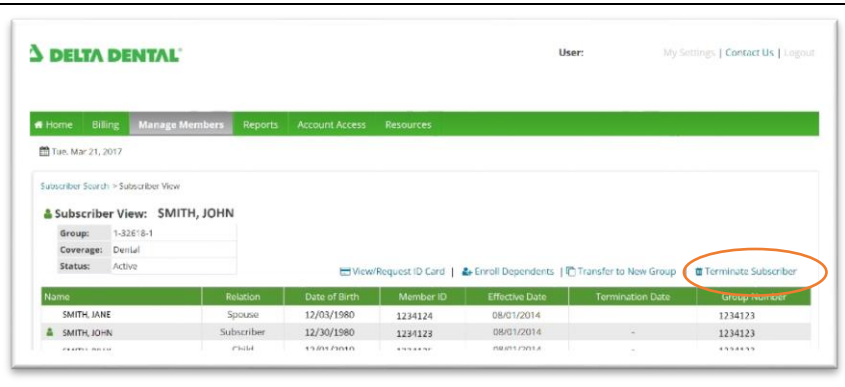 DELTA DENTAL
User: My Settings | Contact Us | Logout
Home Billing Manage Members Reports Account Access Resources
Tue, Mar 21, 2017
Subscriber Search > Subscriber View
Subscriber View: SMITH, JOHN
Group: 1-32618-1
Coverage: Dental
Status: Active
View/Request ID Card | Enroll Dependents | Transfer to New Group | Terminate Subscriber
Name Relation Date of Birth Member ID Effective Date Termination Date Group Number
SMITH, JANE Spouse 12/03/1980 1234124 08/01/2014 1234123
SMITH, JOHN Subscriber 12/30/1980 1234123 08/01/2014 - 1234123
Child 08/01/2014 -